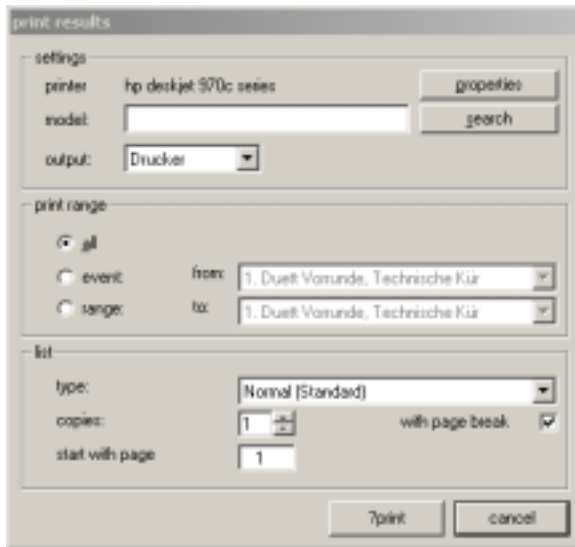 print results
settings
printer hp deskjet 970c series properties
model: search
output: Drucker
print range
all
event: from: 1. Duett Vorrunde, Technische Kür
range: to: 1. Duett Vorrunde, Technische Kür
list
type: Normal (Standard)
copies: 1 with page break
start with page 1
?print cancel